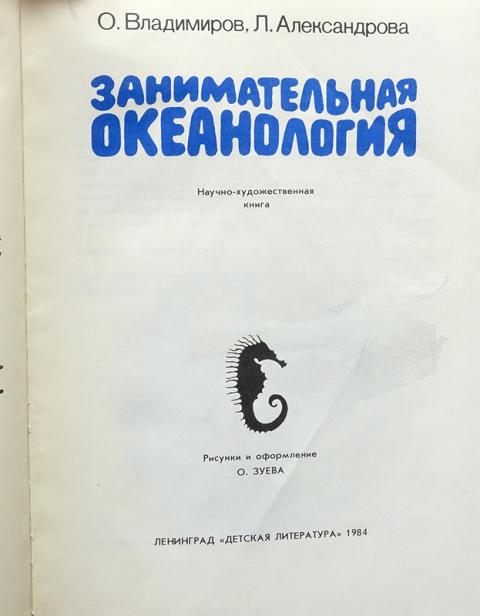 О. Владимиров, Л. Александрова
ЗАНИМАТЕЛЬНАЯ
ОКЕАНОЛОГИЯ
Научно-художественная
книга
Рисунки и оформление
О. ЗУЕВА
ЛЕНИНГРАД «ДЕТСКАЯ ЛИТЕРАТУРА» 1984